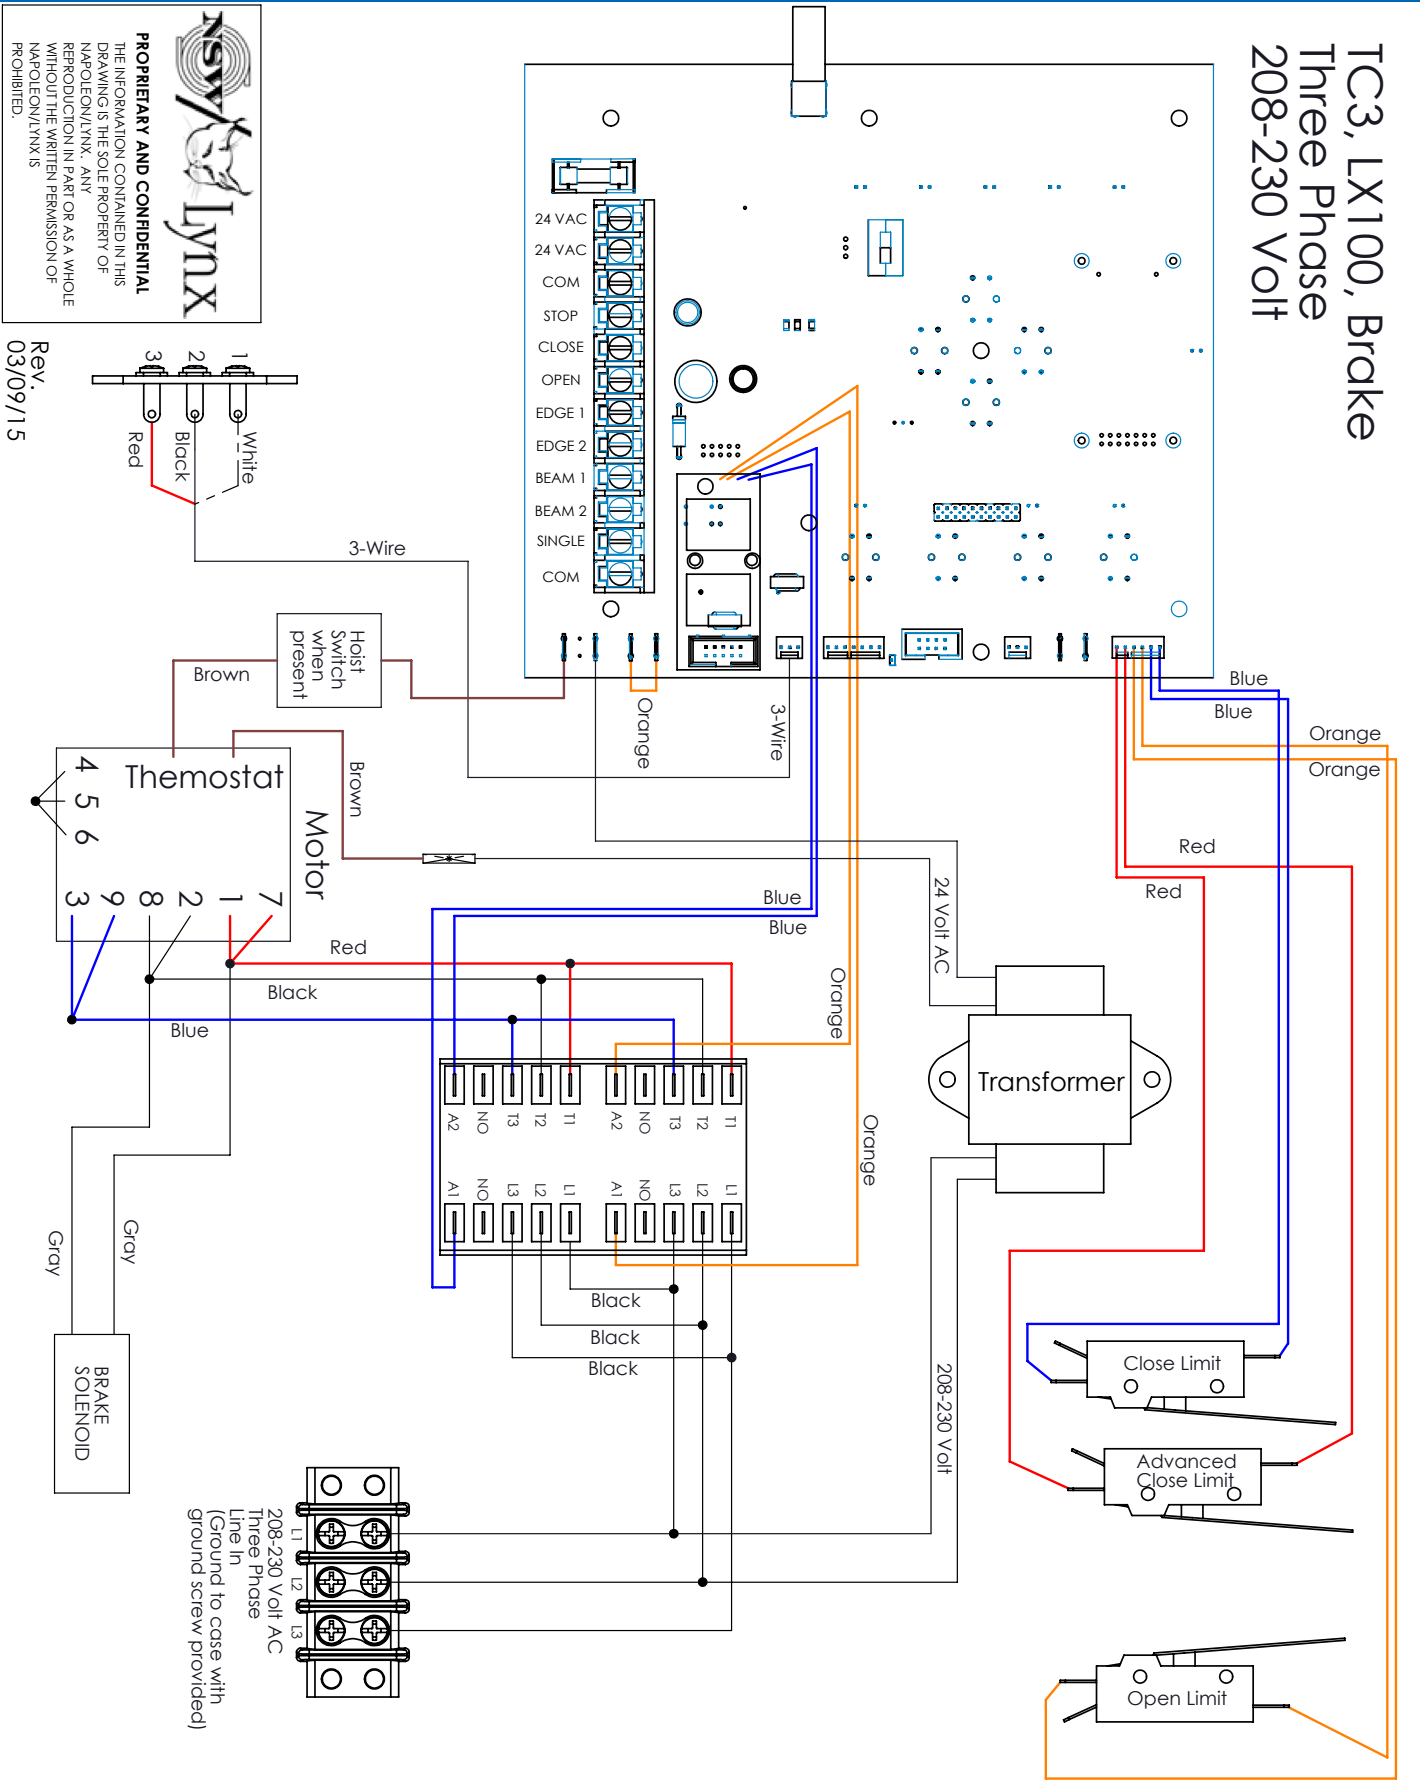 TC3, LX100, Brake
Three Phase
208-230 Volt
NSW
Lynx
PROPRIETARY AND CONFIDENTIAL
THE INFORMATION CONTAINED IN THIS
DRAWING IS THE SOLE PROPERTY OF
NAPOLEON/LYNX. ANY
REPRODUCTION IN PART OR AS A WHOLE
WITHOUT THE WRITTEN PERMISSION OF
NAPOLEON/LYNX IS
PROHIBITED.
Rev.
03/09/15
1
2
3
White
Black
Red
3-Wire
24 VAC
24 VAC
COM
STOP
CLOSE
OPEN
EDGE 1
EDGE 2
BEAM 1
BEAM 2
SINGLE
COM
Hoist
Switch
when
present
Brown
Orange
3-Wire
Blue
Blue
Orange
Orange
Red
Red
Themostat
Motor
Brown
4
5
6
3
9
8
2
1
7
Blue
Blue
24 Volt AC
Orange
Orange
Red
Black
Blue
Transformer
A2
NO
T3
T2
T1
A2
NO
T3
T2
T1
A1
NO
L3
L2
L1
A1
NO
L3
L2
L1
Gray
Gray
Black
Black
Black
BRAKE
SOLENOID
208-230 Volt
Close Limit
Advanced
Close Limit
Open Limit
208-230 Volt AC
Three Phase
Line In
(Ground to case with
ground screw provided)
L1
L2
L3